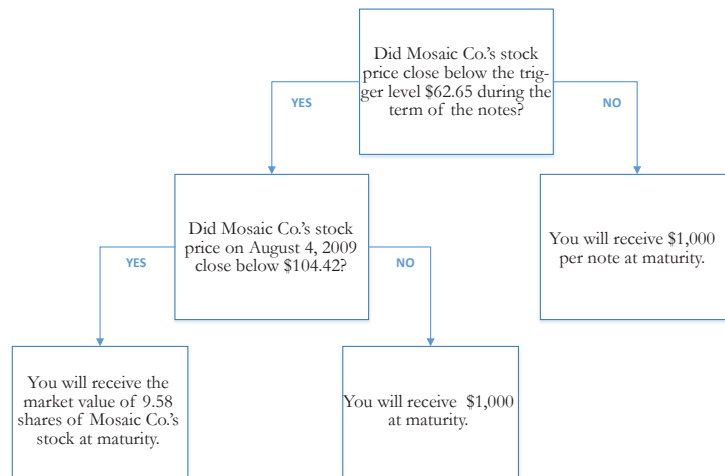 Did Mosaic Co.'s stock
price close below the trig-
ger level $62.65 during the
term of the notes?
YES
NO
Did Mosaic Co.'s stock
price on August 4, 2009
close below $104.42?
You will receive $1,000
per note at maturity.
YES
NO
You will receive the
market value of 9.58
shares of Mosaic Co.'s
stock at maturity.
You will receive $1,000
at maturity.